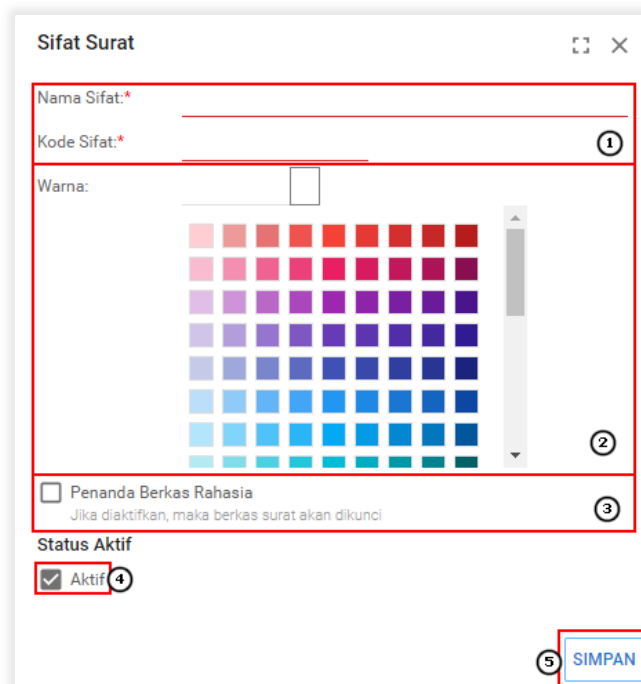 Sifat Surat
Nama Sifat:*
Kode Sifat:*
1
Warna:
2
Penanda Berkas Rahasia
Jika diaktifkan, maka berkas surat akan dikunci
3
Status Aktif
Aktif 4
5 SIMPAN